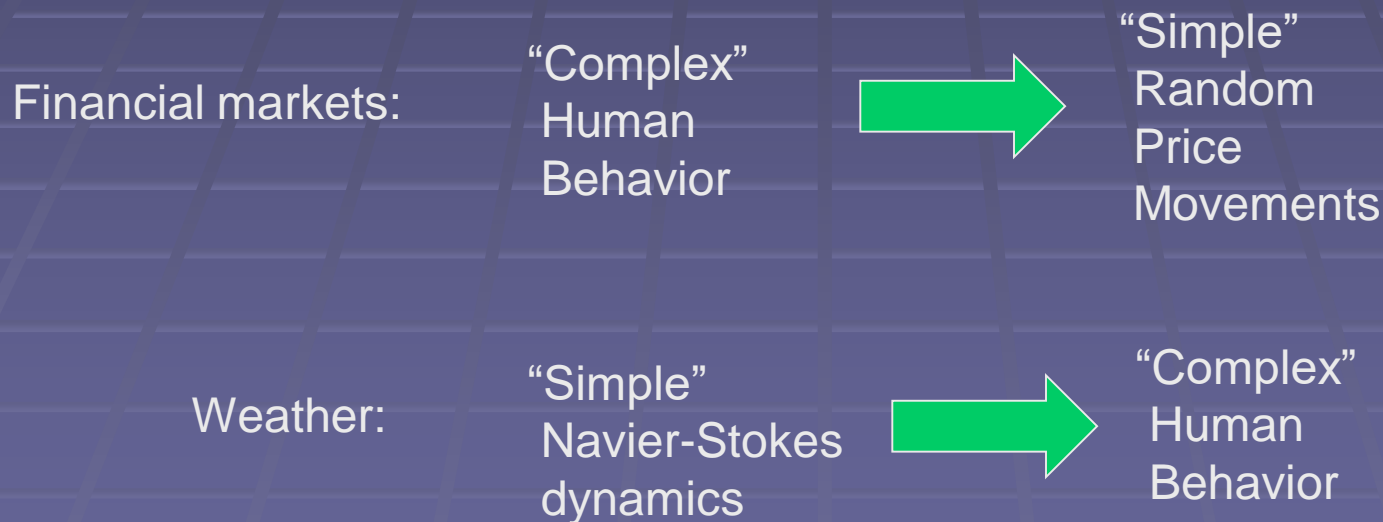 Financial markets:
“Complex”
Human
Behavior
“Simple”
Random
Price
Movements
Weather:
“Simple”
Navier-Stokes
dynamics
“Complex”
Human
Behavior